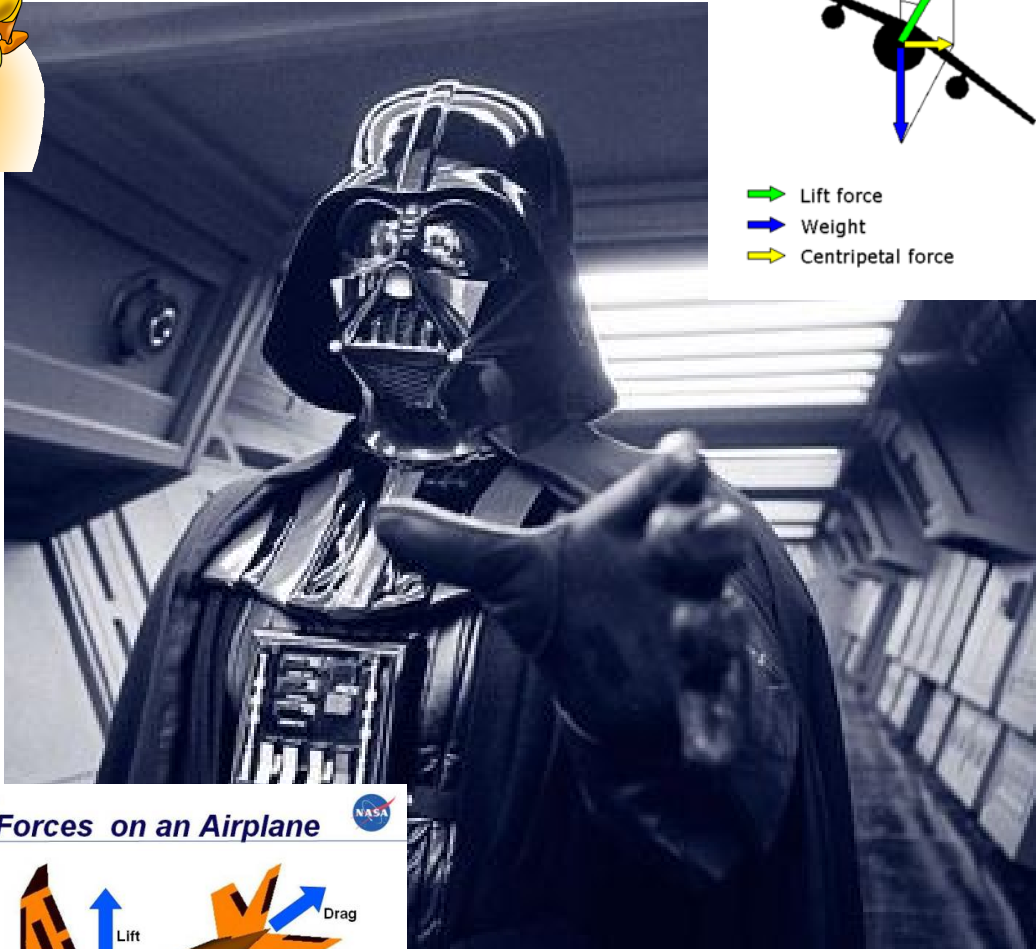 Lift force
Weight
Centripetal force
Forces on an Airplane
NASA
Drag
Lift